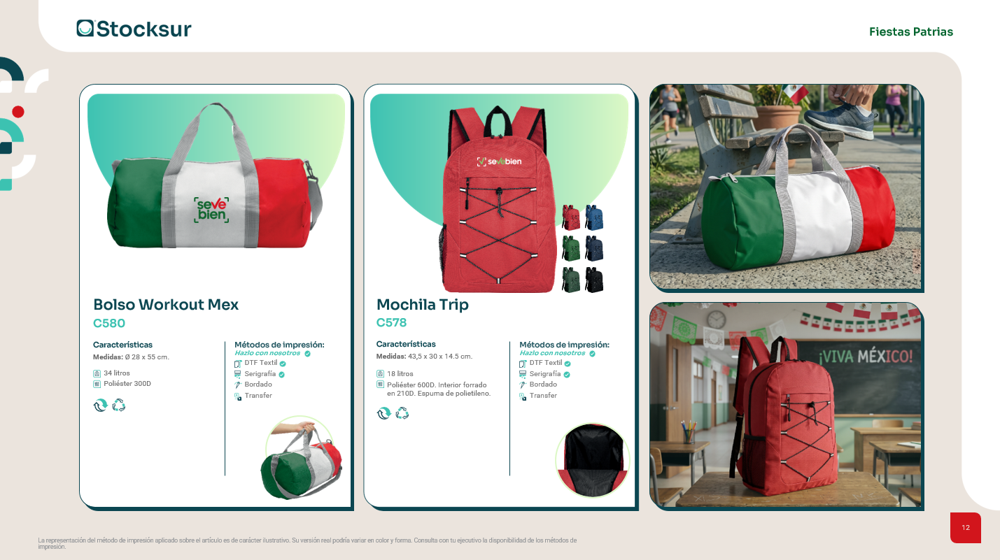 Stocksur
Fiestas Patrias
seve
bien
Bolso Workout Mex
C580
Características
Medidas: Ø 28 x 55 cm.
34 litros
Poliéster 300D
Métodos de impresión:
Hazlo con nosotros
DTF Textil
Serigrafía
Bordado
Transfer
sevebien
Mochila Trip
C578
Características
Medidas: 43,5 x 30 x 14.5 cm.
18 litros
Poliéster 600D. Interior forrado
en 210D. Espuma de polietileno.
Métodos de impresión:
Hazlo con nosotros
DTF Textil
Serigrafía
Bordado
Transfer
¡VIVA MÉXICO!
12
La representación del método de impresión aplicado sobre el artículo es de carácter ilustrativo. Su versión real podría variar en color y forma. Consulta con tu ejecutivo la disponibilidad de los métodos de
impresión.